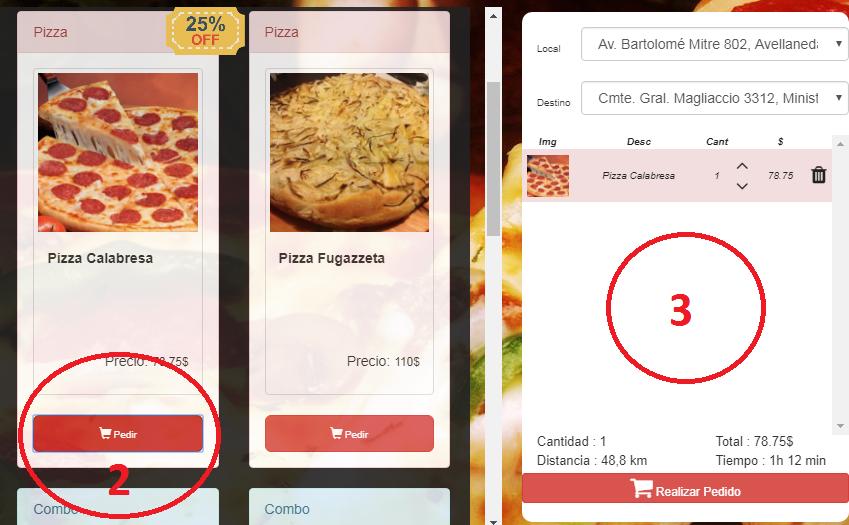 Pizza
25%
OFF
Pizza
Pizza Calabresa
Pizza Fugazzeta
Precio: 78.75$
Precio: 110$
Pedir
Pedir
2
Combo
Combo
Local
Av. Bartolomé Mitre 802, Avellaned
Destino
Cmte. Gral. Magliaccio 3312, Minist
Img Desc Cant $
Pizza Calabresa 1 78.75
3
Cantidad : 1 Total : 78.75$
Distancia : 48,8 km Tiempo : 1h 12 min
Realizar Pedido